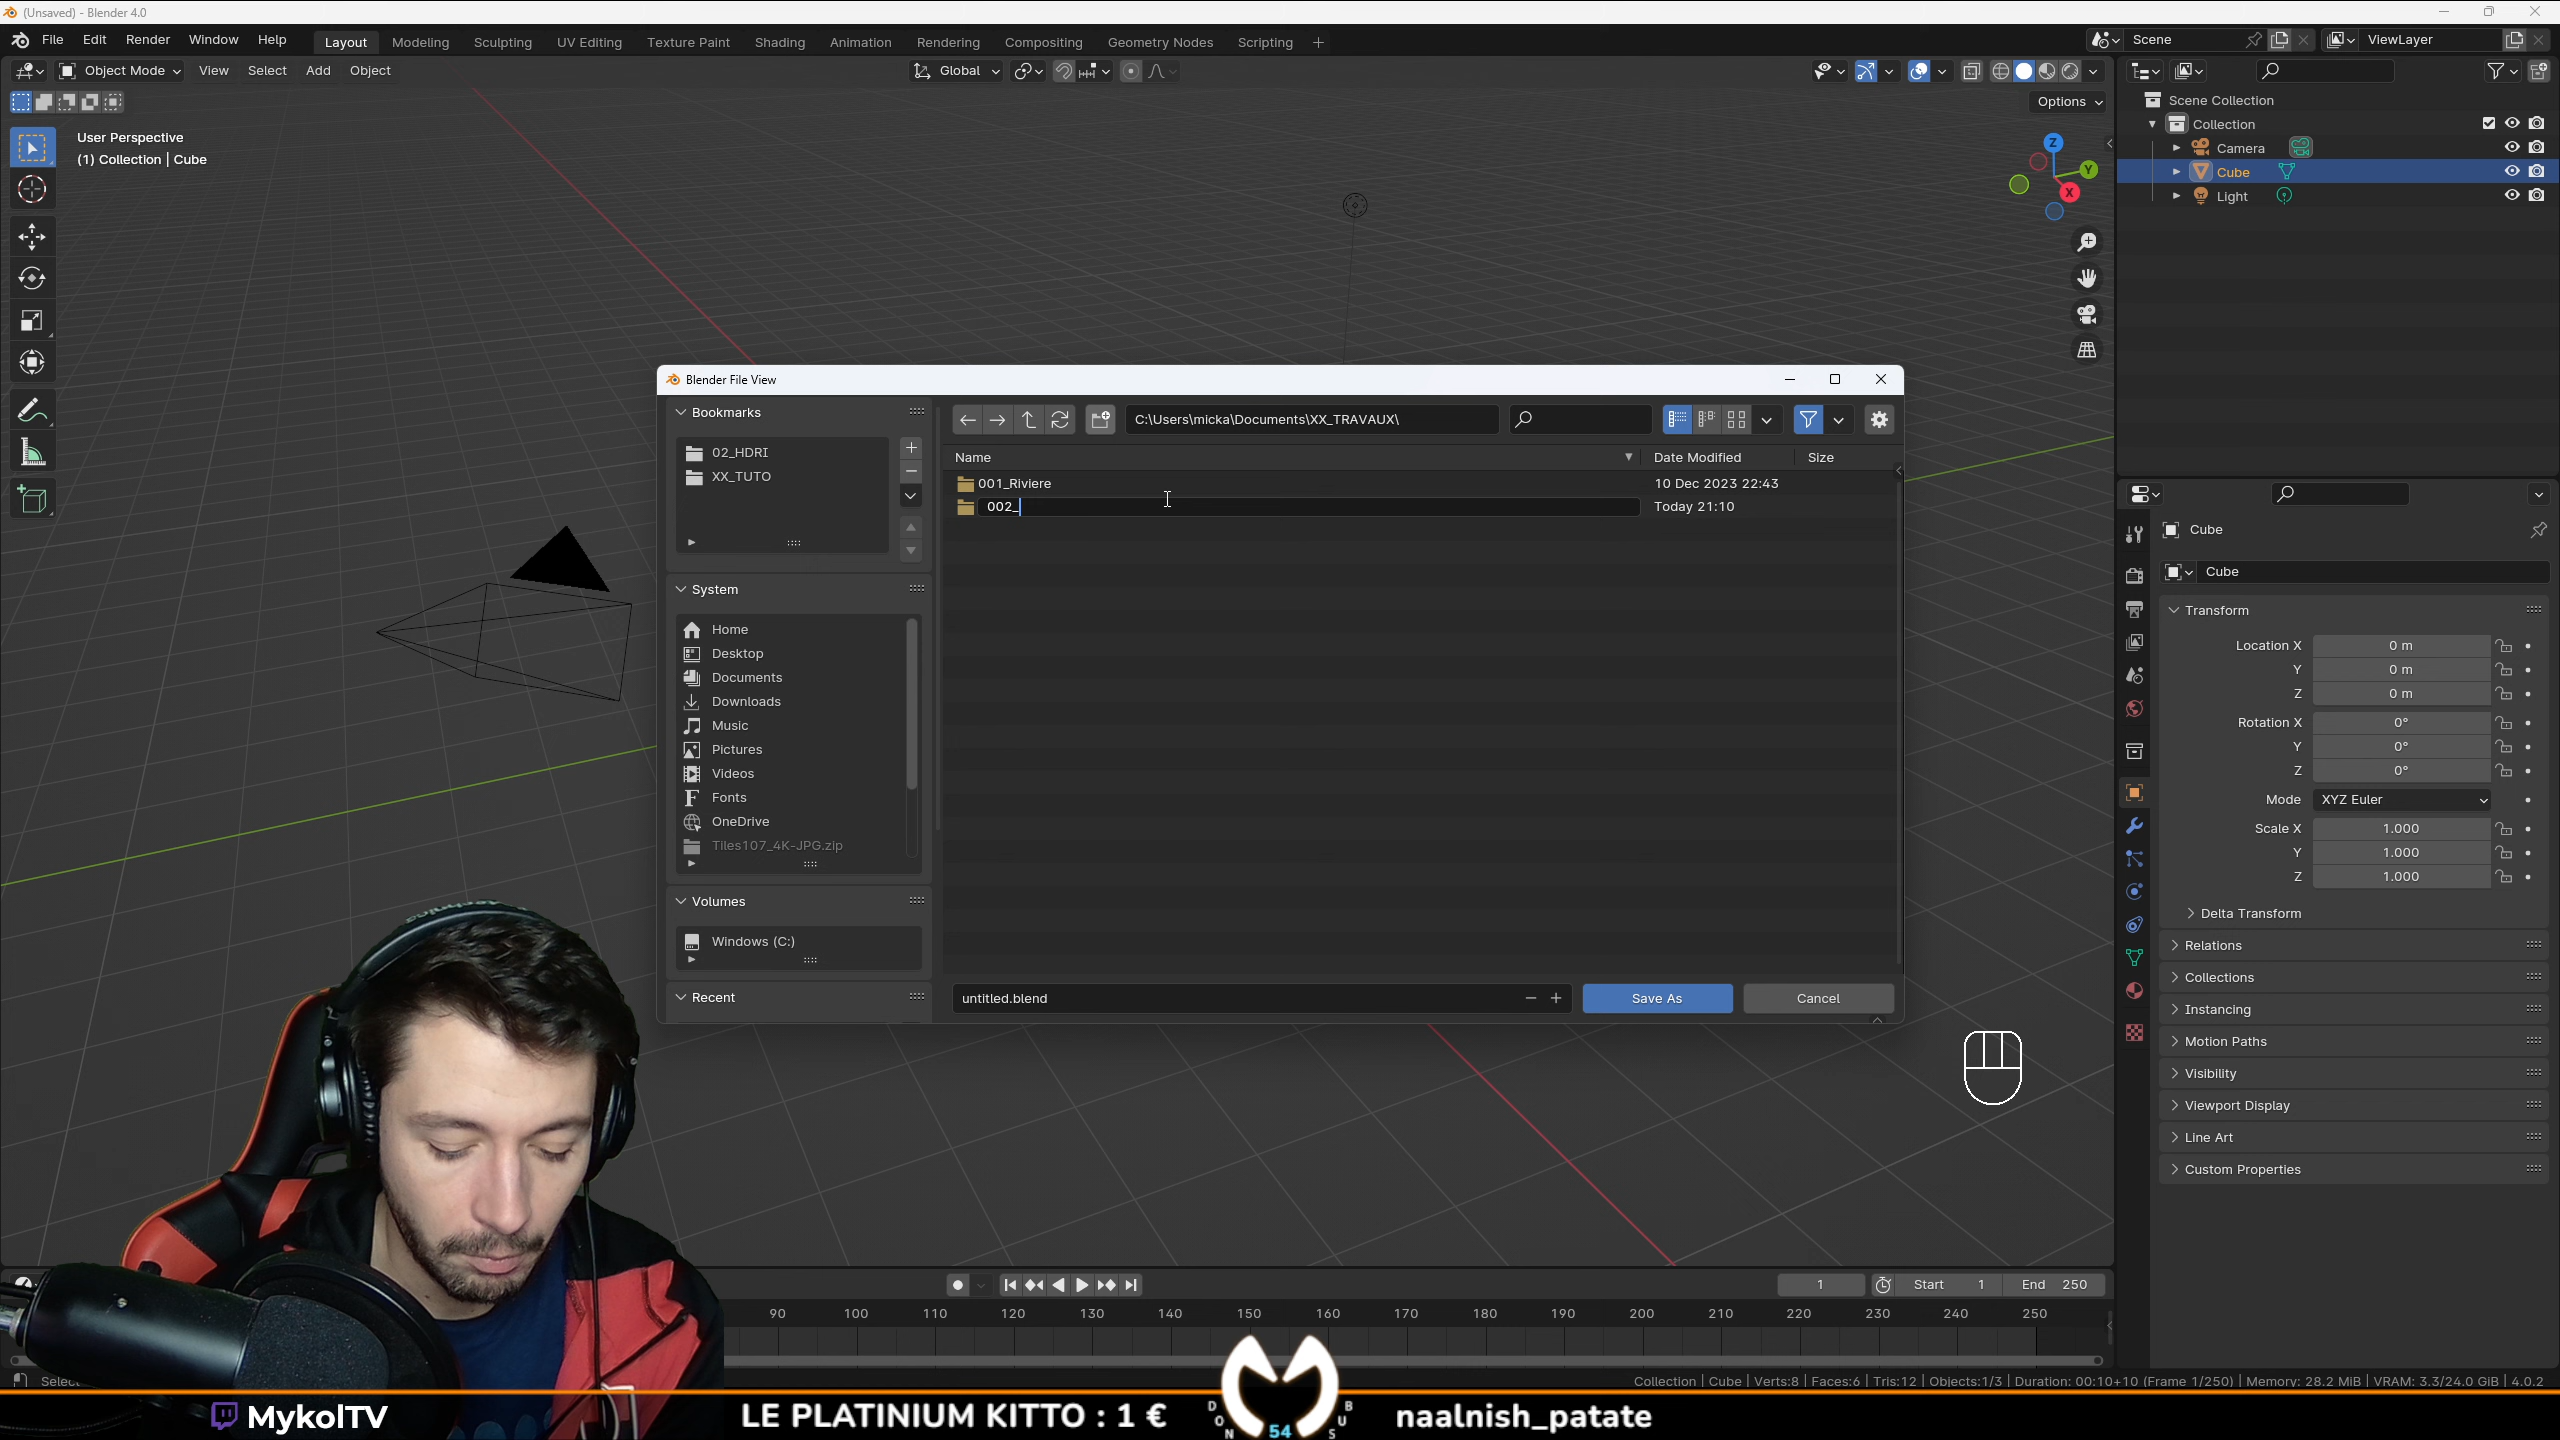 (Unsaved) - Blender 4.0
File Edit Render Window Help Layout Modeling Sculpting UV Editing Texture Paint Shading Animation Rendering Compositing Geometry Nodes Scripting + Scene ViewLayer
Object Mode View Select Add Object Global
Options
User Perspective
(1) Collection | Cube
Z
Y
X
Scene Collection
Collection
Camera
Cube
Light
Blender File View
Bookmarks
02_HDRI
XX_TUTO
System
Home
Desktop
Documents
Downloads
Music
Pictures
Videos
Fonts
OneDrive
Tiles107_4K-JPG.zip
Volumes
Windows (C:)
Recent
C:\Users\micka\Documents\XX_TRAVAUX\
Name Date Modified Size
001_Riviere 10 Dec 2023 22:43
002_ Today 21:10
untitled.blend Save As Cancel
Cube
Cube
Transform
Location X 0 m
Y 0 m
Z 0 m
Rotation X 0°
Y 0°
Z 0°
Mode XYZ Euler
Scale X 1.000
Y 1.000
Z 1.000
Delta Transform
Relations
Collections
Instancing
Motion Paths
Visibility
Viewport Display
Line Art
Custom Properties
1 Start 1 End 250
90 100 110 120 130 140 150 160 170 180 190 200 210 220 230 240 250
Select
Collection | Cube | Verts:8 | Faces:6 | Tris:12 | Objects:1/3 | Duration: 00:10+10 (Frame 1/250) | Memory: 28.2 MiB | VRAM: 3.3/24.0 GiB | 4.0.2
MykolTV LE PLATINIUM KITTO : 1 € DON 54 BUS naalnish_patate